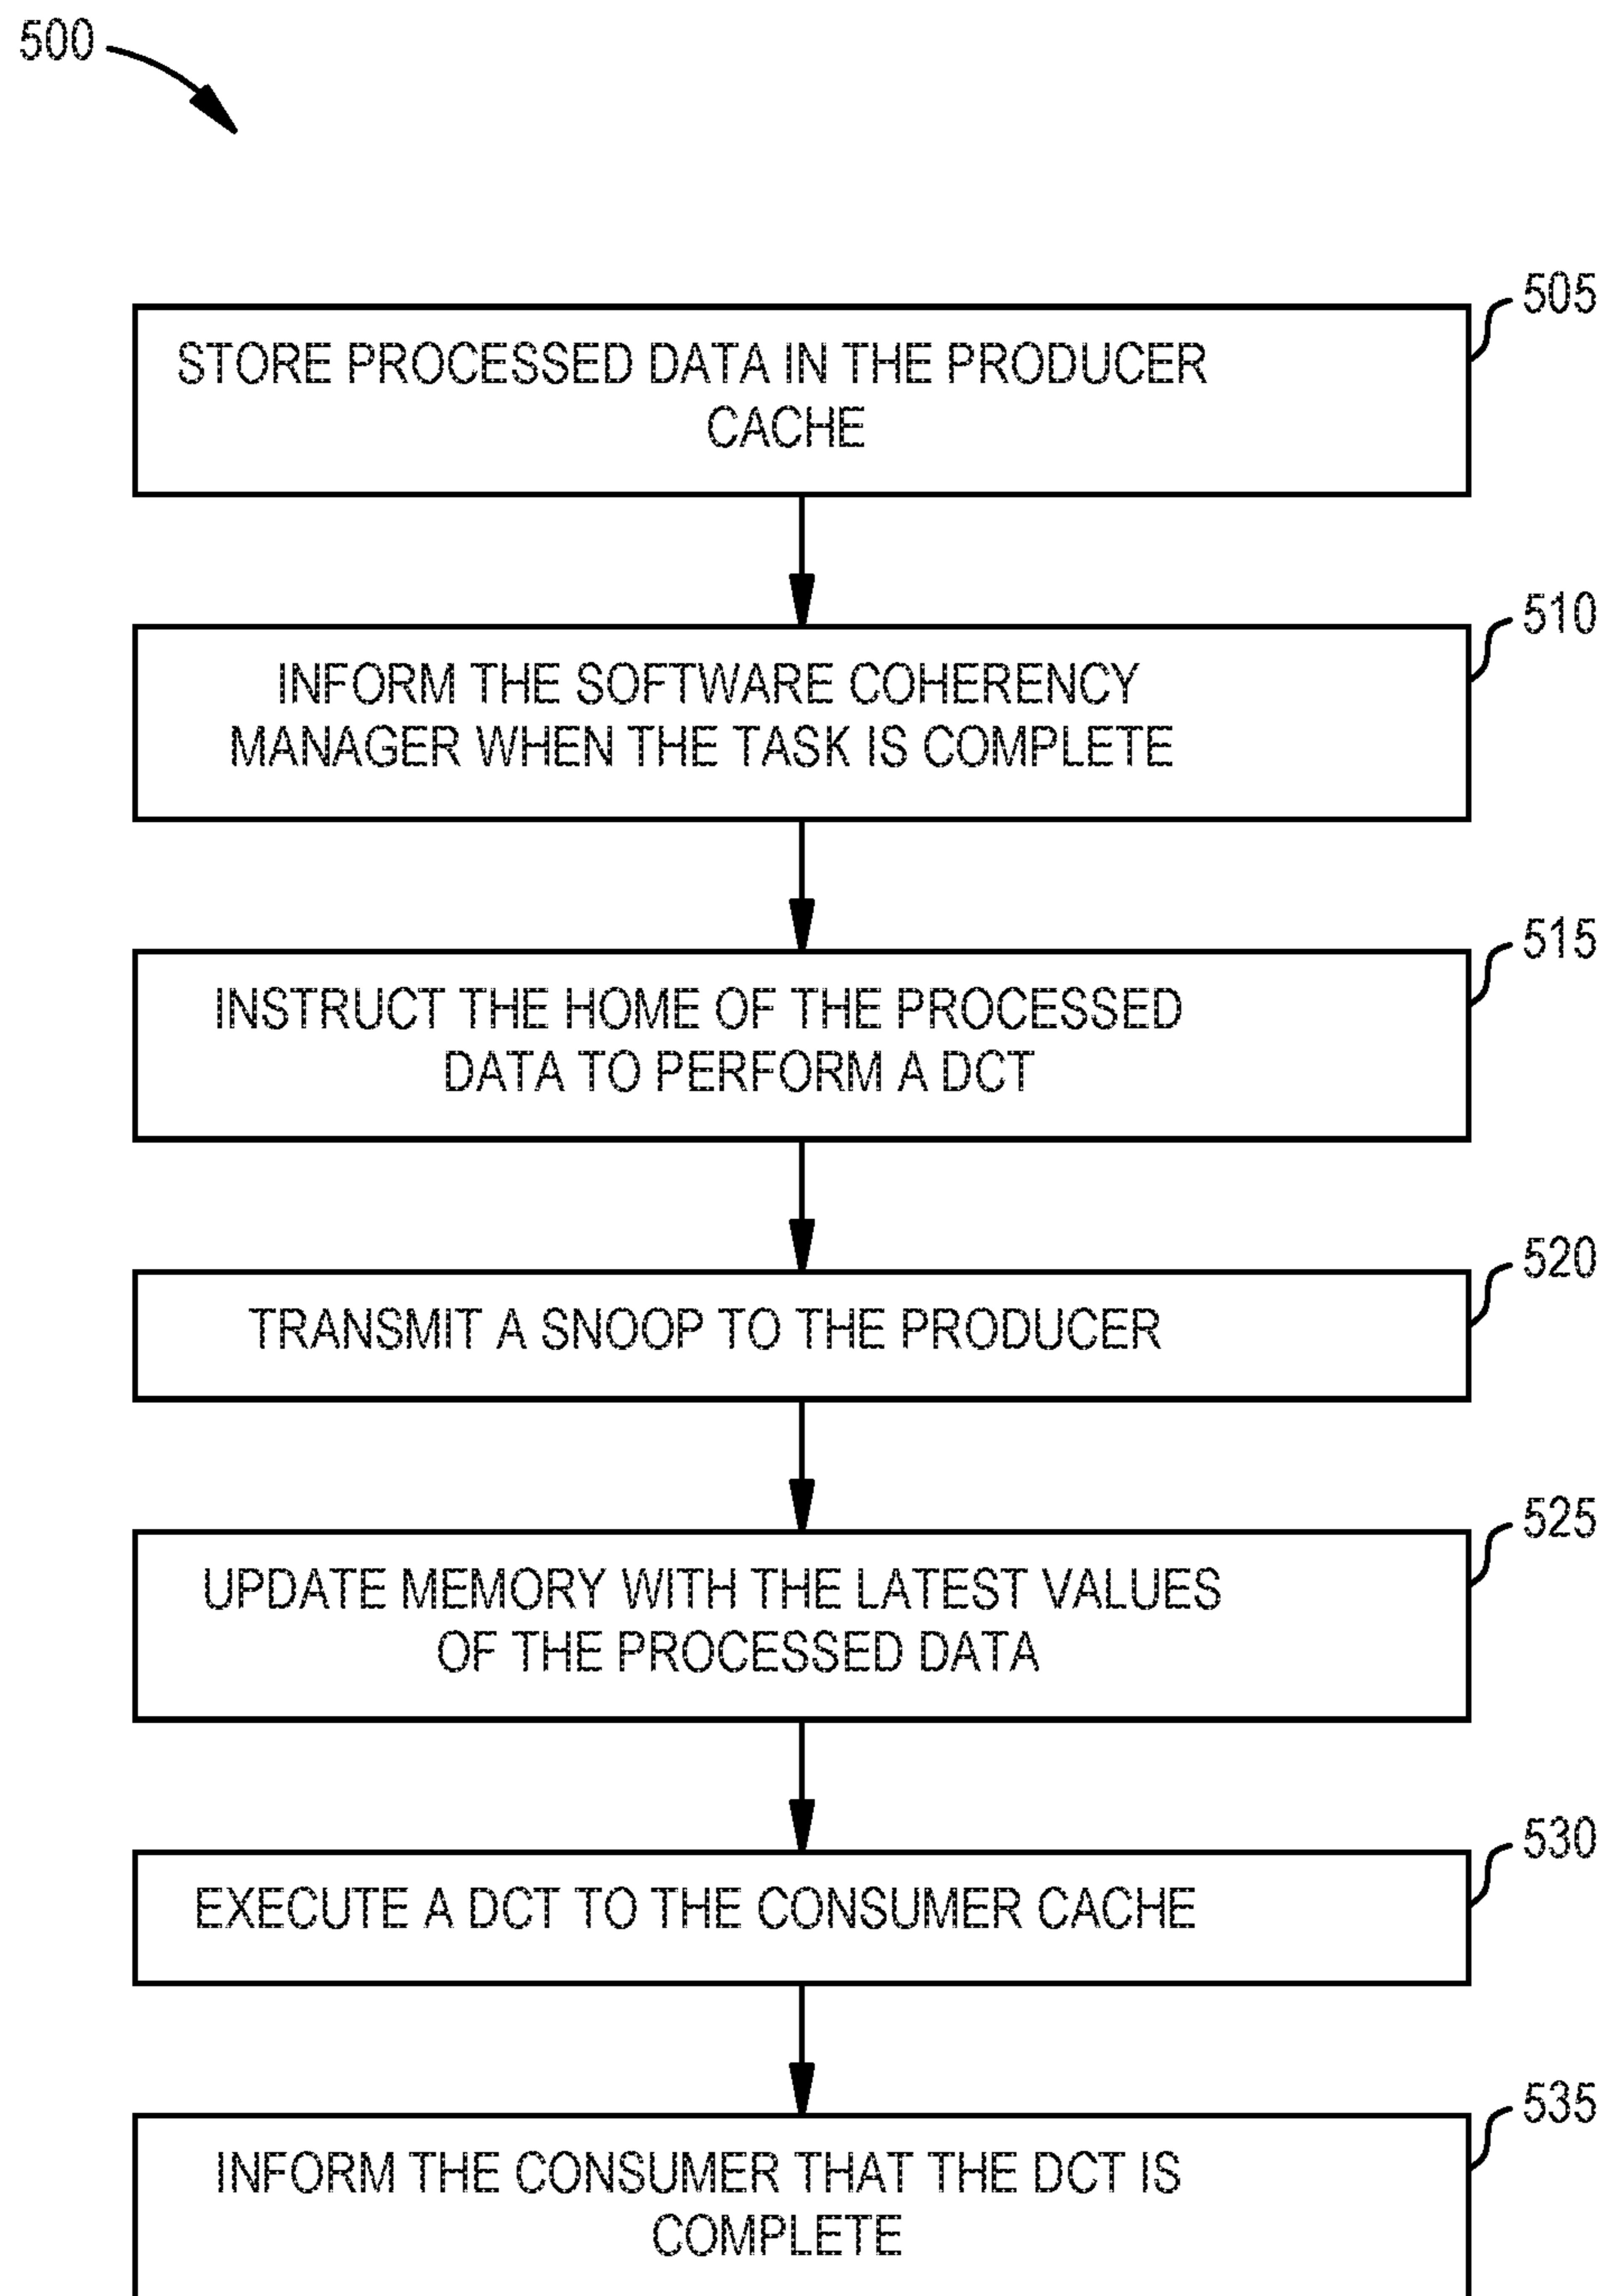 500
505
STORE PROCESSED DATA IN THE PRODUCER
CACHE
510
INFORM THE SOFTWARE COHERENCY
MANAGER WHEN THE TASK IS COMPLETE
515
INSTRUCT THE HOME OF THE PROCESSED
DATA TO PERFORM A DCT
520
TRANSMIT A SNOOP TO THE PRODUCER
525
UPDATE MEMORY WITH THE LATEST VALUES
OF THE PROCESSED DATA
530
EXECUTE A DCT TO THE CONSUMER CACHE
535
INFORM THE CONSUMER THAT THE DCT IS
COMPLETE